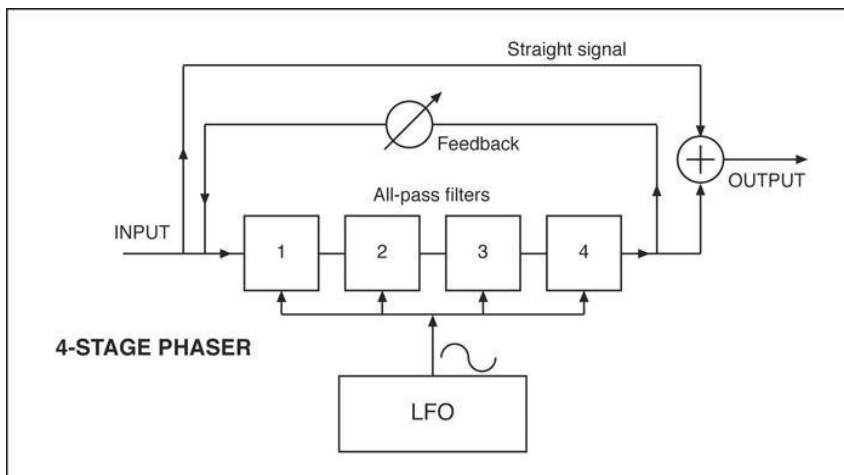 Straight signal
Feedback
OUTPUT
All-pass filters
INPUT
1
2
3
4
4-STAGE PHASER
LFO